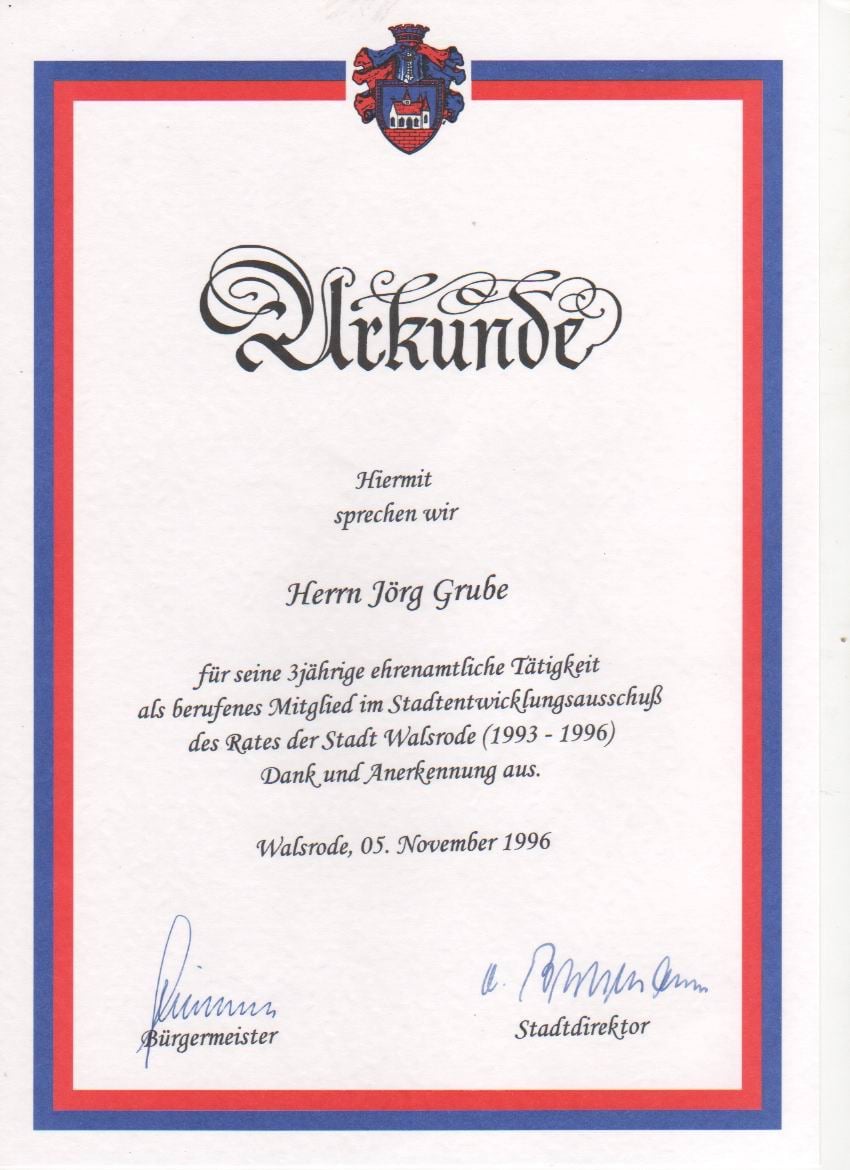 Urkunde
Hiermit
sprechen wir
Herrn Jörg Grube
für seine 3jährige ehrenamtliche Tätigkeit
als berufenes Mitglied im Stadtentwicklungsausschuß
des Rates der Stadt Walsrode (1993 - 1996)
Dank und Anerkennung aus.
Walsrode, 05. November 1996
Bürgermeister
Stadtdirektor